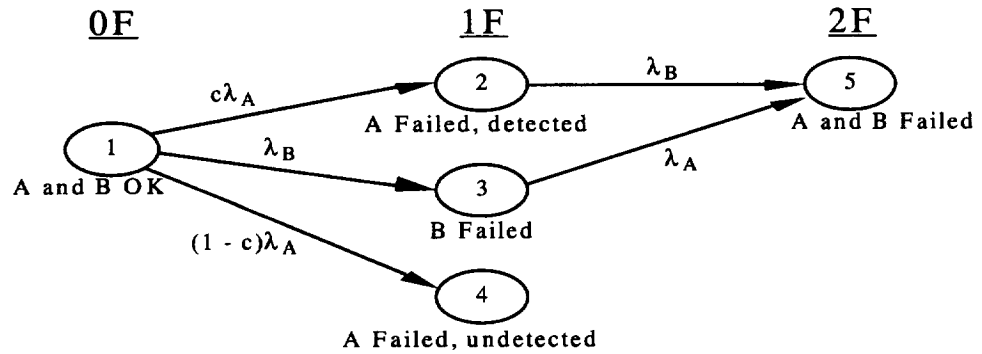 0F
1F
2F
cλA
2
λB
5
A Failed, detected
A and B Failed
1
λB
A and B OK
3
λA
B Failed
(1 - c)λA
4
A Failed, undetected